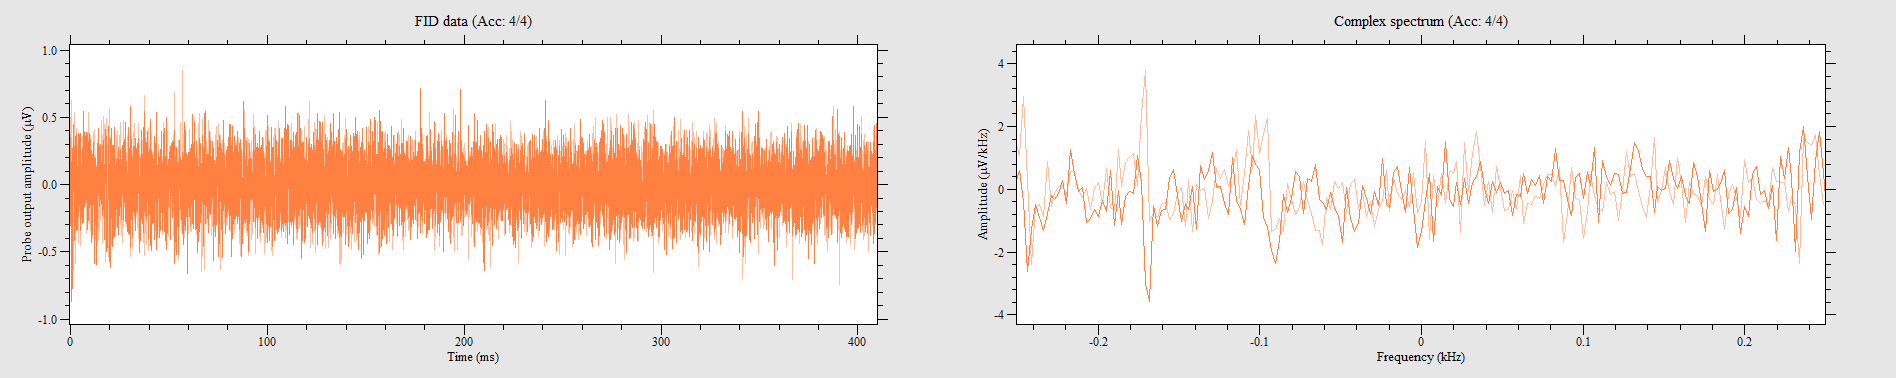 FID data (Acc: 4/4)
Probe output amplitude (µV)
1.0
0.5
0.0
-0.5
-1.0
0 100 200 300 400
Time (ms)
Complex spectrum (Acc: 4/4)
Amplitude (µV/kHz)
4
2
0
-2
-4
-0.2 -0.1 0 0.1 0.2
Frequency (kHz)